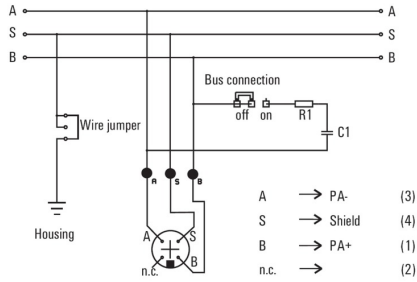 A A
S S
B B
Bus connection
off on R1
C1
Wire jumper
A S B
Housing
A S
n.c. B
A → PA- (3)
S → Shield (4)
B → PA+ (1)
n.c. → (2)